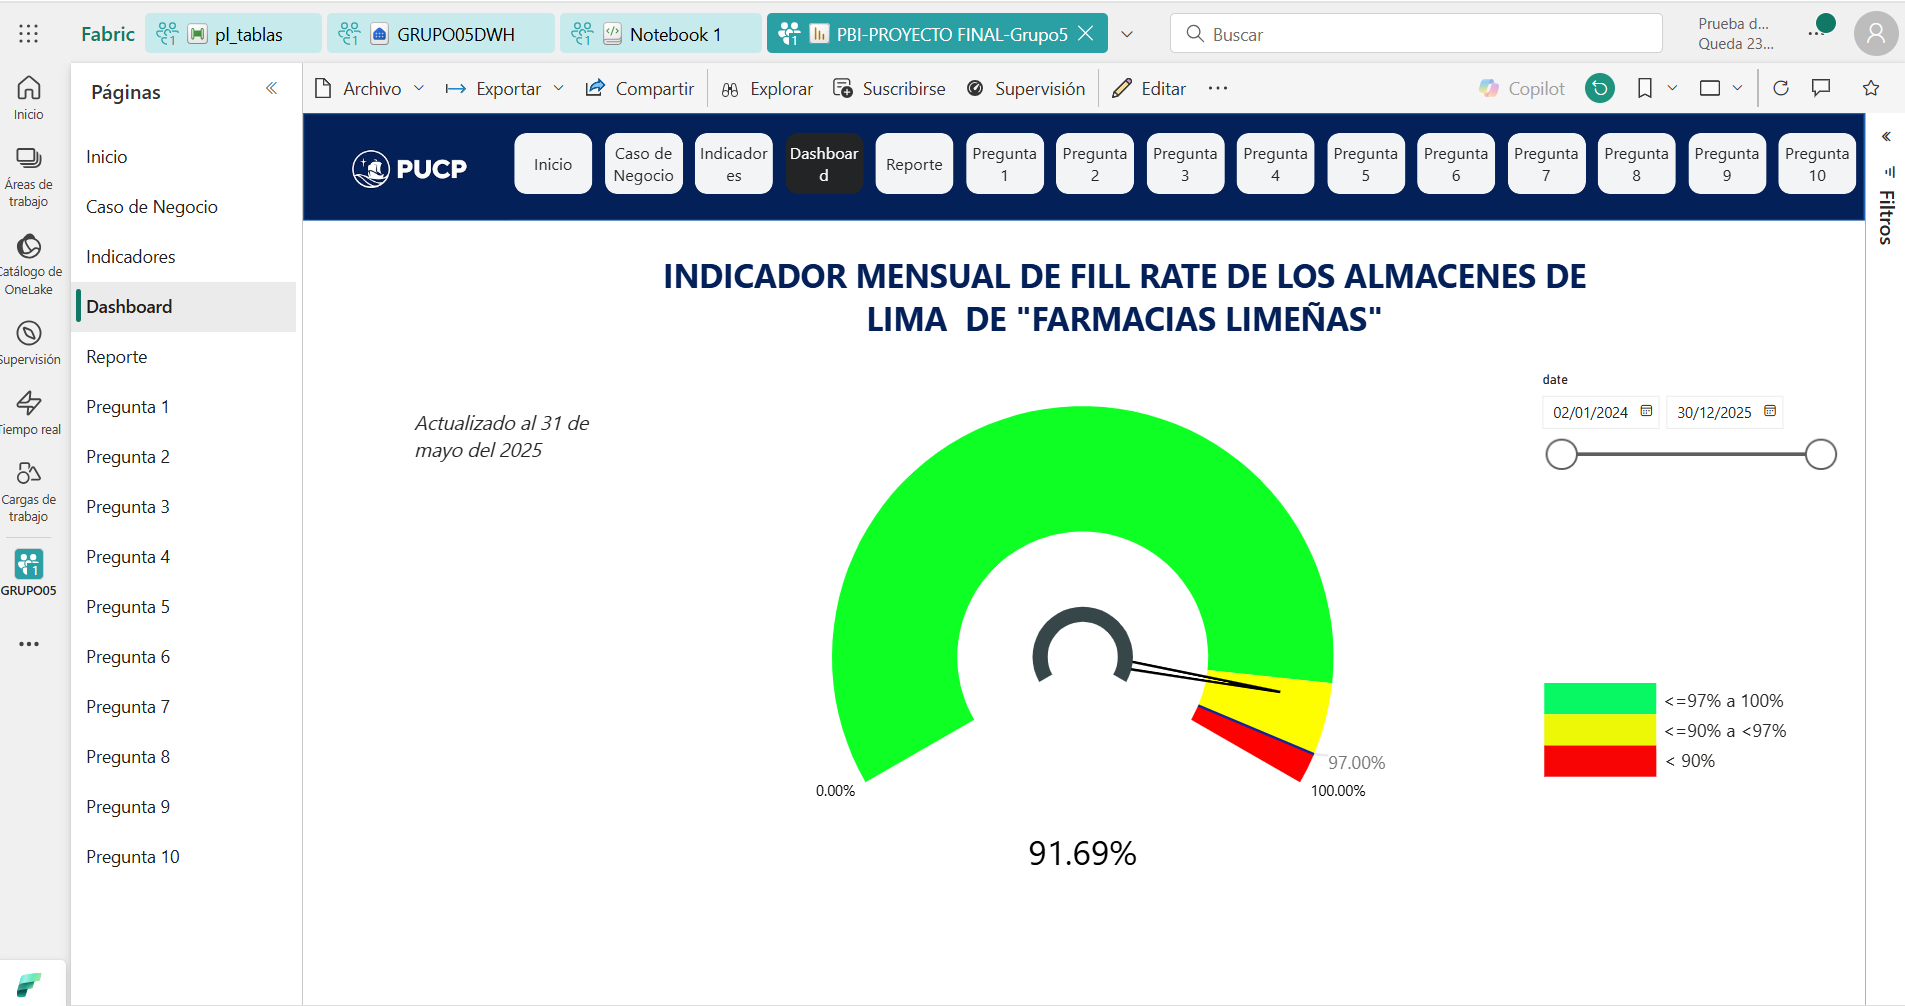 Fabric
pl_tablas
GRUPO05DWH
Notebook 1
PBI-PROYECTO FINAL-Grupo5
Buscar
Prueba d...
Queda 23...
Inicio
Áreas de
trabajo
Catálogo de
OneLake
Supervisión
Tiempo real
Cargas de
trabajo
GRUPO05
Páginas
Inicio
Caso de Negocio
Indicadores
Dashboard
Reporte
Pregunta 1
Pregunta 2
Pregunta 3
Pregunta 4
Pregunta 5
Pregunta 6
Pregunta 7
Pregunta 8
Pregunta 9
Pregunta 10
Archivo
Exportar
Compartir
Explorar
Suscribirse
Supervisión
Editar
Copilot
PUCP
Inicio
Caso de
Negocio
Indicador
es
Dashboar
d
Reporte
Pregunta
1
Pregunta
2
Pregunta
3
Pregunta
4
Pregunta
5
Pregunta
6
Pregunta
7
Pregunta
8
Pregunta
9
Pregunta
10
Filtros
INDICADOR MENSUAL DE FILL RATE DE LOS ALMACENES DE
LIMA DE "FARMACIAS LIMEÑAS"
Actualizado al 31 de
mayo del 2025
date
02/01/2024
30/12/2025
97.00%
0.00%
100.00%
91.69%
<=97% a 100%
<=90% a <97%
< 90%